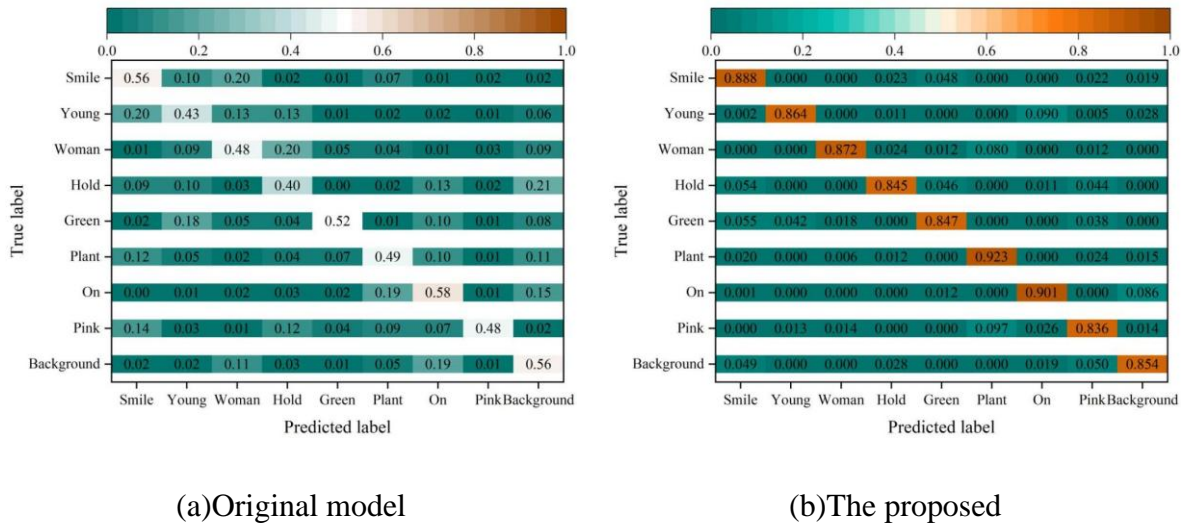 0.0 0.2 0.4 0.6 0.8 1.0
Smile 0.56 0.10 0.20 0.02 0.01 0.07 0.01 0.02 0.02
Young 0.20 0.43 0.13 0.13 0.01 0.02 0.02 0.01 0.06
Woman 0.01 0.09 0.48 0.20 0.05 0.04 0.01 0.03 0.09
Hold 0.09 0.10 0.03 0.40 0.00 0.02 0.13 0.02 0.21
Green 0.02 0.18 0.05 0.04 0.52 0.01 0.10 0.01 0.08
Plant 0.12 0.05 0.02 0.04 0.07 0.49 0.10 0.01 0.11
On 0.00 0.01 0.02 0.03 0.02 0.19 0.58 0.01 0.15
Pink 0.14 0.03 0.01 0.12 0.04 0.09 0.07 0.48 0.02
Background 0.02 0.02 0.11 0.03 0.01 0.05 0.19 0.01 0.56
True label
Smile Young Woman Hold Green Plant On Pink Background
Predicted label
(a)Original model
0.0 0.2 0.4 0.6 0.8 1.0
Smile 0.888 0.000 0.000 0.023 0.048 0.000 0.000 0.022 0.019
Young 0.002 0.864 0.000 0.011 0.000 0.000 0.090 0.005 0.028
Woman 0.000 0.000 0.872 0.024 0.012 0.080 0.000 0.012 0.000
Hold 0.054 0.000 0.000 0.845 0.046 0.000 0.011 0.044 0.000
Green 0.055 0.042 0.018 0.000 0.847 0.000 0.000 0.038 0.000
Plant 0.020 0.000 0.006 0.012 0.000 0.923 0.000 0.024 0.015
On 0.001 0.000 0.000 0.000 0.012 0.000 0.901 0.000 0.086
Pink 0.000 0.013 0.014 0.000 0.000 0.097 0.026 0.836 0.014
Background 0.049 0.000 0.000 0.028 0.000 0.000 0.019 0.050 0.854
True label
Smile Young Woman Hold Green Plant On Pink Background
Predicted label
(b)The proposed